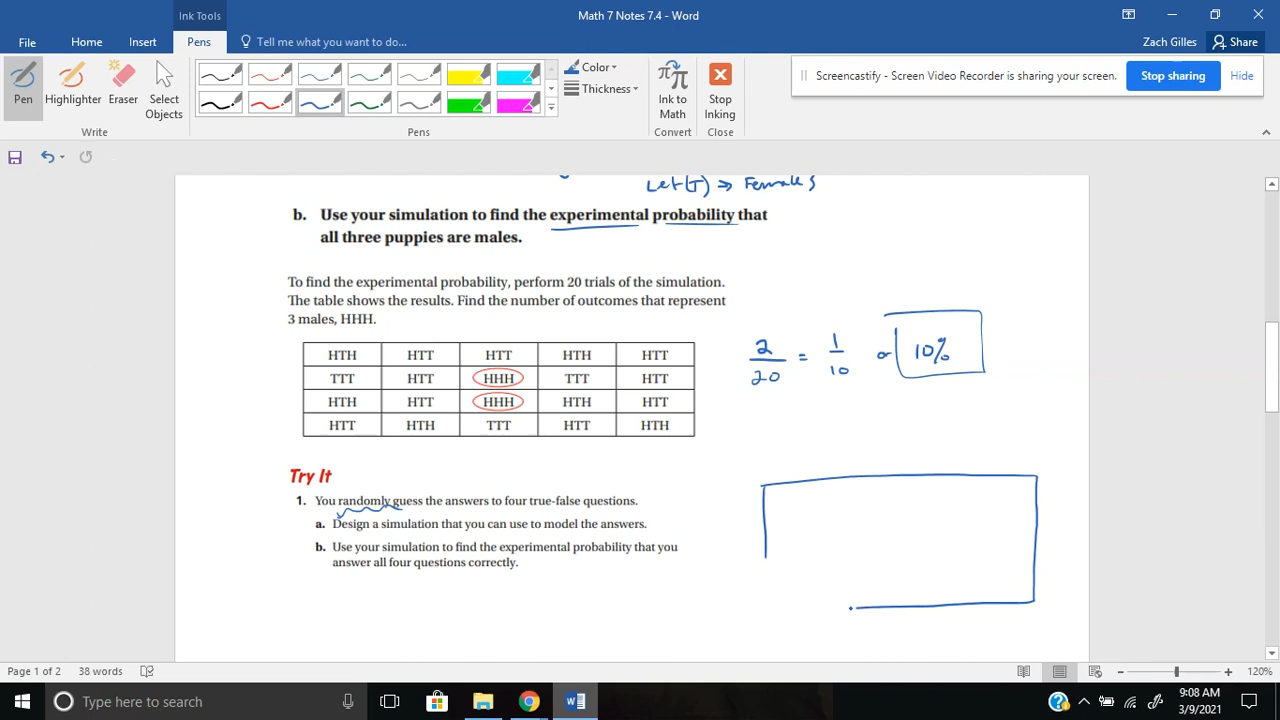 Ink Tools
Math 7 Notes 7.4 - Word
File
Home
Insert
Pens
Tell me what you want to do...
Zach Gilles
Share
Pen
Highlighter
Eraser
Select
Objects
Write
Pens
Color
Thickness
Ink to
Math
Convert
Stop
Inking
Close
Screencastify - Screen Video Recorder is sharing your screen.
Stop sharing
Hide
Let(T) ⇒ Females
b. Use your simulation to find the experimental probability that
all three puppies are males.
To find the experimental probability, perform 20 trials of the simulation.
The table shows the results. Find the number of outcomes that represent
3 males, HHH.
HTH HTT HTT HTH HTT
TTT HTT HHH TTT HTT
HTH HTT HHH HTH HTT
HTT HTH TTT HTT HTH
2/20 = 1/10 or 10%
Try It
1. You randomly guess the answers to four true-false questions.
a. Design a simulation that you can use to model the answers.
b. Use your simulation to find the experimental probability that you
answer all four questions correctly.
Page 1 of 2
38 words
120%
Type here to search
9:08 AM
3/9/2021